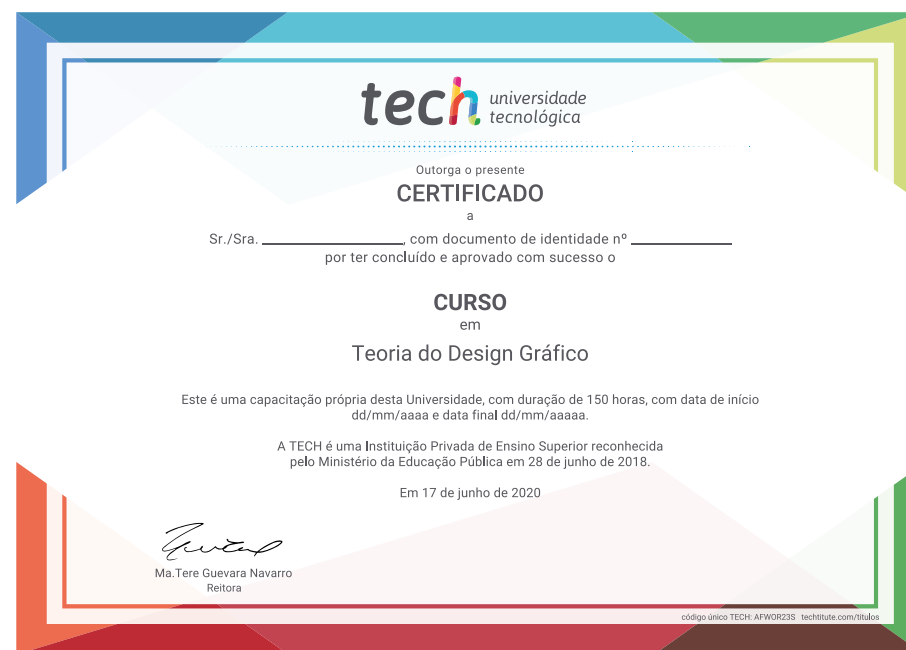 tech universidade
tecnológica
Outorga o presente
CERTIFICADO
a
Sr./Sra. ____________, com documento de identidade nº ____________
por ter concluído e aprovado com sucesso o
CURSO
em
Teoria do Design Gráfico
Este é uma capacitação própria desta Universidade, com duração de 150 horas, com data de início
dd/mm/aaaa e data final dd/mm/aaaaa.
A TECH é uma Instituição Privada de Ensino Superior reconhecida
pelo Ministério da Educação Pública em 28 de junho de 2018.
Em 17 de junho de 2020
Ma.Tere Guevara Navarro
Reitora
código único TECH: AFWOR23S techtitute.com/titulos